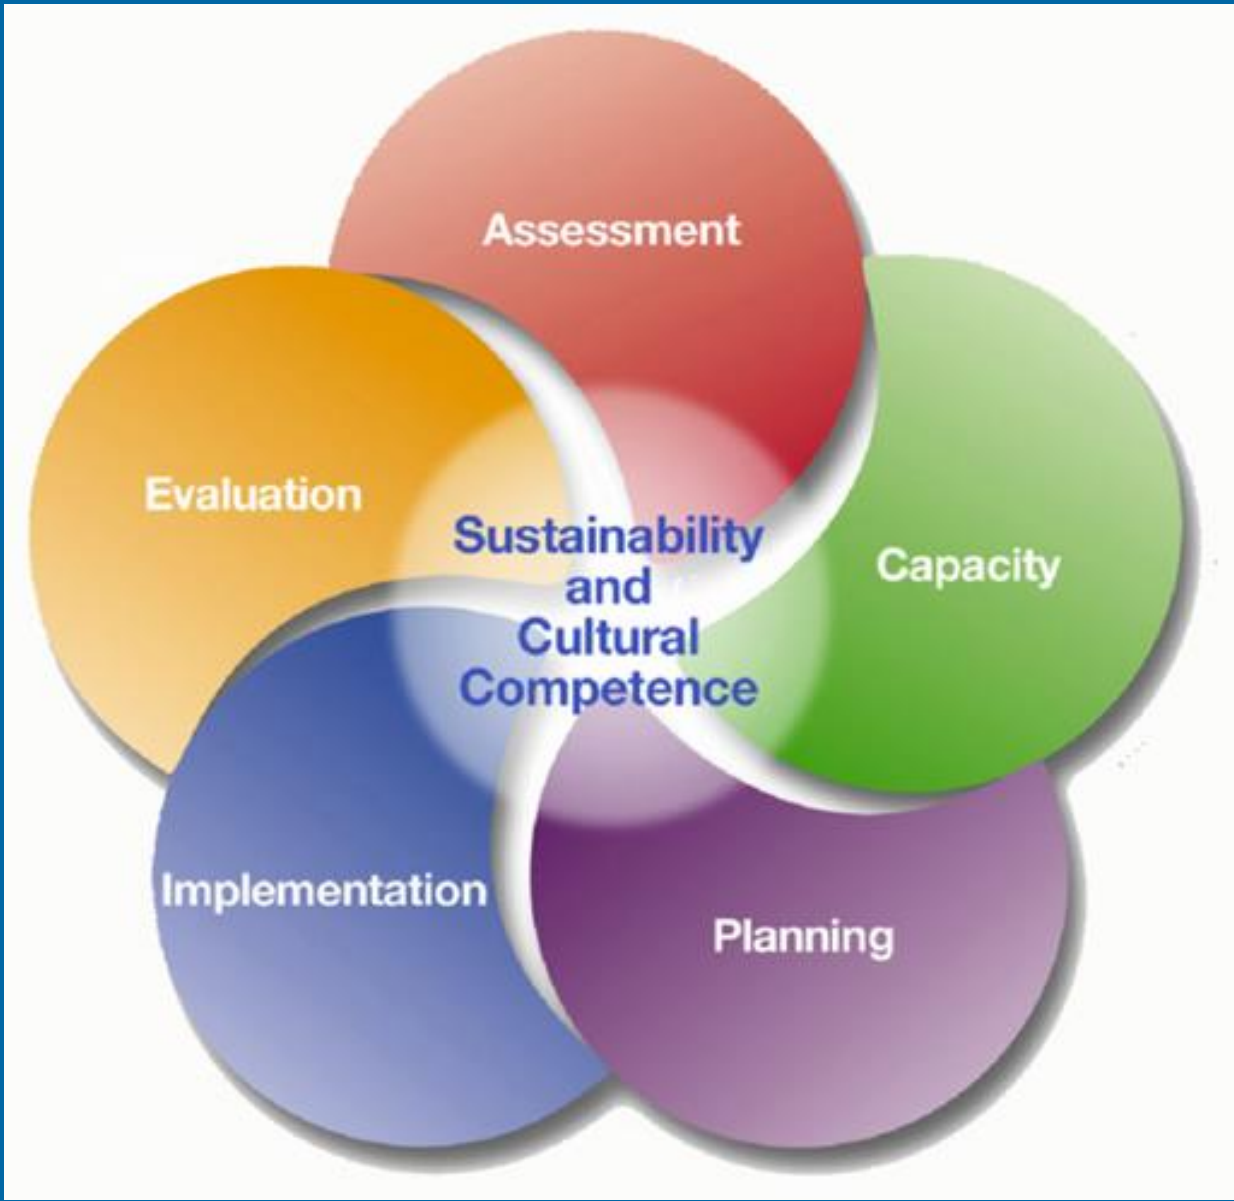 Assessment
Evaluation
Capacity
Sustainability
and
Cultural
Competence
Implementation
Planning